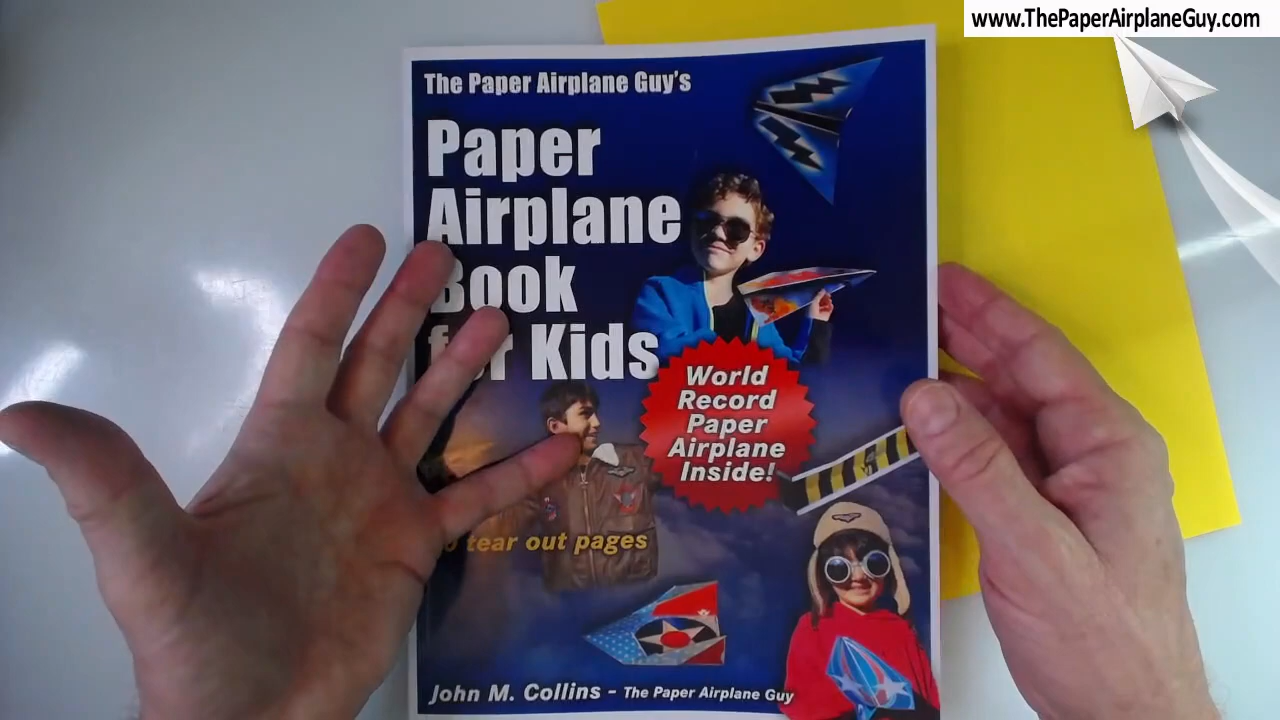 www.ThePaperAirplaneGuy.com
The Paper Airplane Guy's
Paper
Airplane
Book
for Kids
World
Record
Paper
Airplane
Inside!
tear out pages
John M. Collins – The Paper Airplane Guy